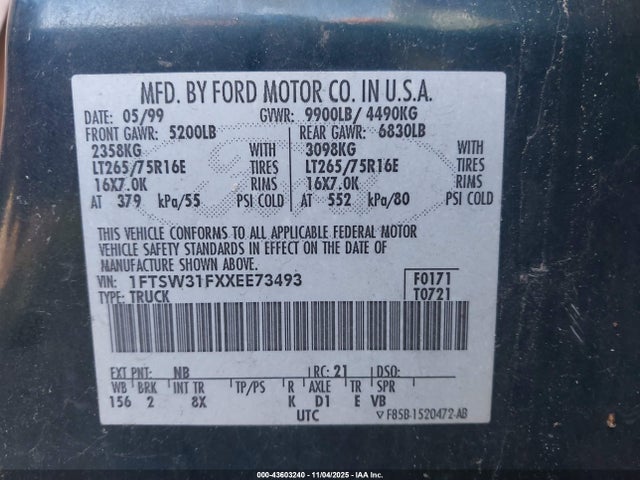 MFD. BY FORD MOTOR CO. IN U.S.A.
DATE: 05/99 GVWR: 9900LB/ 4490KG
FRONT GAWR: 5200LB REAR GAWR: 6830LB
2358KG WITH 3098KG WITH
LT265/75R16E TIRES LT265/75R16E TIRES
16X7.0K RIMS 16X7.0K RIMS
AT 379 kPa/55 PSI COLD AT 552 kPa/80 PSI COLD
THIS VEHICLE CONFORMS TO ALL APPLICABLE FEDERAL MOTOR
VEHICLE SAFETY STANDARDS IN EFFECT ON THE DATE OF
MANUFACTURE SHOWN ABOVE.
VIN: 1FTSW31FXXEE73493 F0171
TYPE: TRUCK T0721
EXT PNT: NB RC: 21 DSO:
WB BRK INT TR TP/PS R AXLE TR SPR
156 2 8X K D1 E VB
UTC F85B-1520472-AB
000-43603240 - 11/04/2025 - IAA Inc.